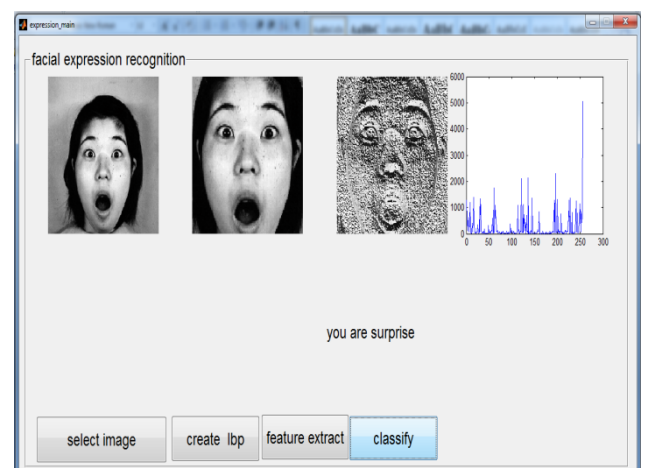 expression_main
facial expression recognition
6000
5000
4000
3000
2000
1000
0
0 50 100 150 200 250 300
you are surprise
select image create lbp feature extract classify